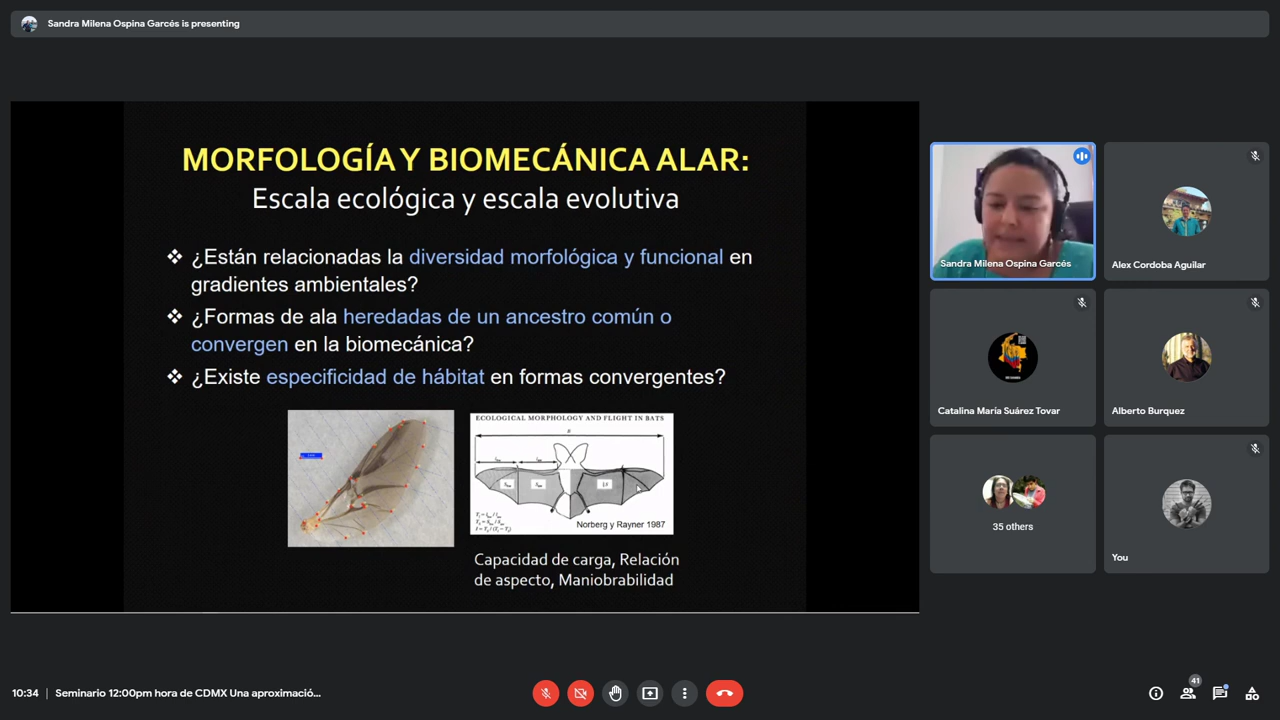 Sandra Milena Ospina Garcés is presenting
MORFOLOGÍA Y BIOMECÁNICA ALAR:
Escala ecológica y escala evolutiva
❖ ¿Están relacionadas la diversidad morfológica y funcional en
gradientes ambientales?
❖ ¿Formas de ala heredadas de un ancestro común o
convergen en la biomecánica?
❖ ¿Existe especificidad de hábitat en formas convergentes?
ECOLOGICAL MORPHOLOGY AND FLIGHT IN BATS
B
Norberg y Rayner 1987
Capacidad de carga, Relación
de aspecto, Maniobrabilidad
Sandra Milena Ospina Garcés
Alex Cordoba Aguilar
Catalina María Suárez Tovar
Alberto Burquez
35 others
You
10:34
Seminario 12:00pm hora de CDMX Una aproximació...
41